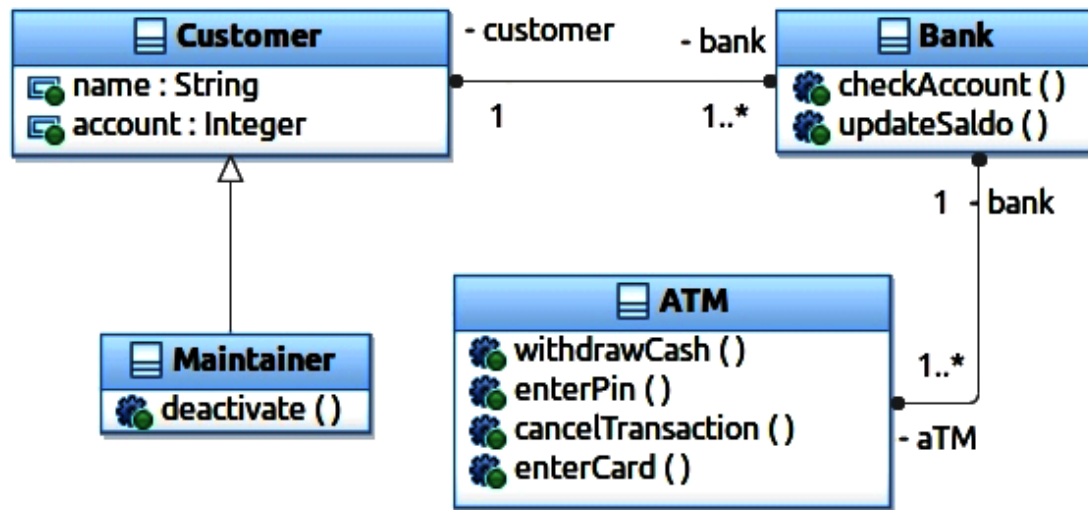 Customer
name : String
account : Integer
- customer
- bank
1
1..*
Bank
checkAccount ( )
updateSaldo ( )
1
- bank
ATM
withdrawCash ( )
enterPin ( )
cancelTransaction ( )
enterCard ( )
1..*
- aTM
Maintainer
deactivate ( )